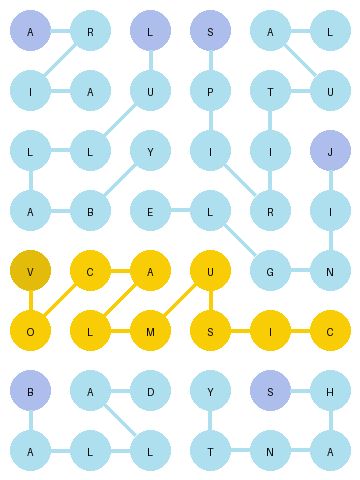 A R L S A L
I A U P T U
L L Y I I J
A B E L R I
V C A U G N
O L M S I C
B A D Y S H
A L L T N A